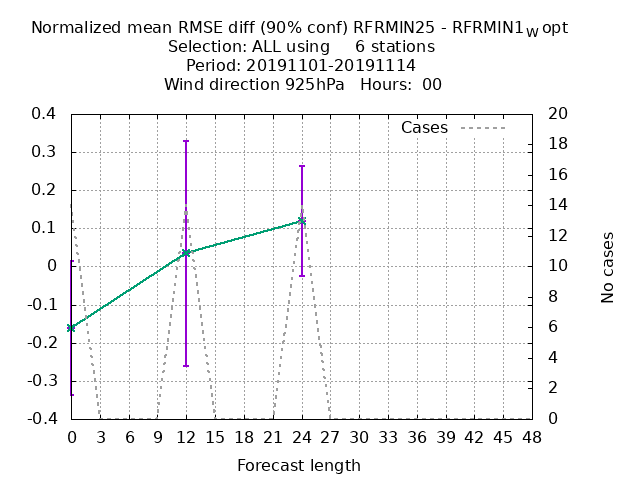 Normalized mean RMSE diff (90% conf) RFRMIN25 - RFRMIN1W opt
Selection: ALL using 6 stations
Period: 20191101-20191114
Wind direction 925hPa Hours: 00
Cases
0.4
0.3
0.2
0.1
0
-0.1
-0.2
-0.3
-0.4
20
18
16
14
12
10
8
6
4
2
0
No cases
0 3 6 9 12 15 18 21 24 27 30 33 36 39 42 45 48
Forecast length